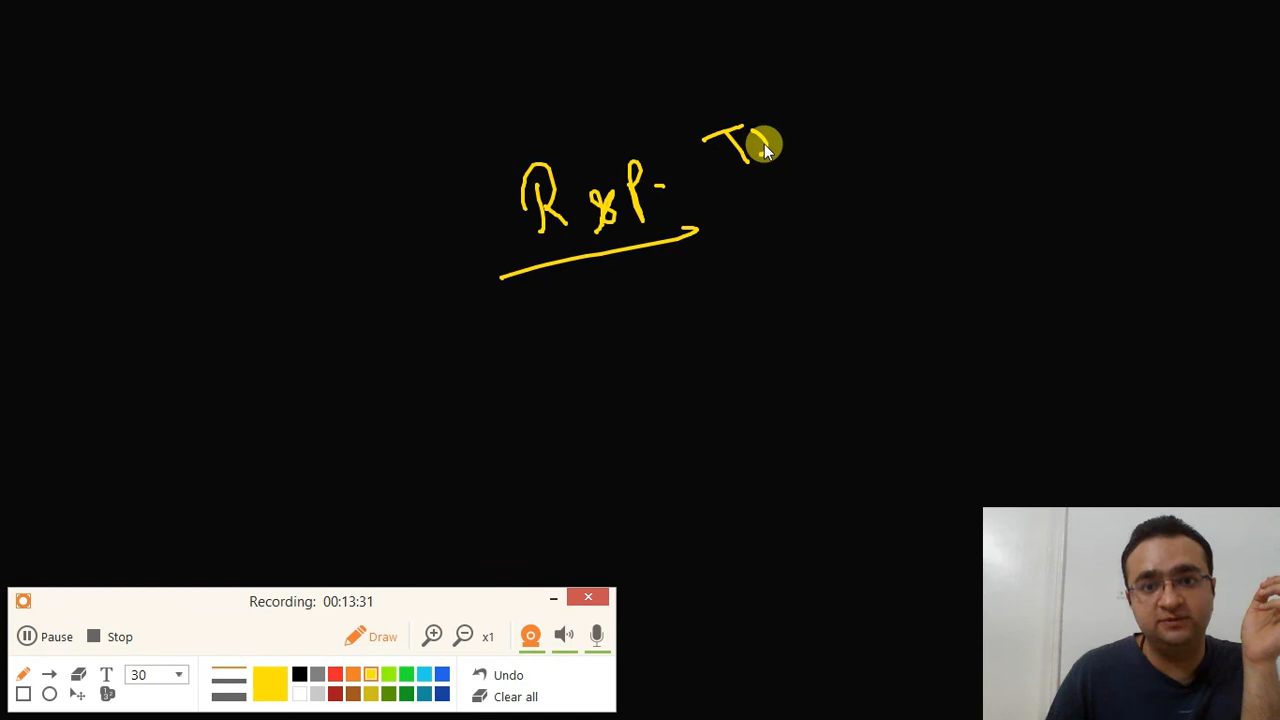 R & P.
Recording: 00:13:31
Pause Stop Draw x1
T 30 Undo
Clear all